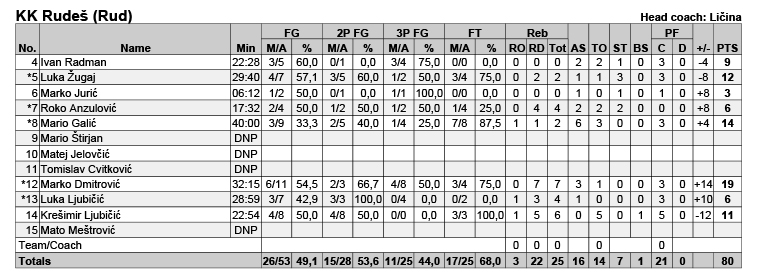 KK Rudeš (Rud) Head coach: Ličina
FG 2P FG 3P FG FT Reb PF
No. Name Min M/A % M/A % M/A % M/A % RO RD Tot AS TO ST BS C D +/- PTS
4 Ivan Radman 22:28 3/5 60,0 0/1 0,0 3/4 75,0 0/0 0,0 0 0 0 2 2 1 0 3 0 -4 9
*5 Luka Žugaj 29:40 4/7 57,1 3/5 60,0 1/2 50,0 3/4 75,0 0 2 2 1 1 3 0 3 0 -8 12
6 Marko Jurić 06:12 1/2 50,0 0/1 0,0 1/1 100,0 0/0 0,0 0 0 0 1 0 1 0 1 0 +8 3
*7 Roko Anzulović 17:32 2/4 50,0 1/2 50,0 1/2 50,0 1/4 25,0 0 4 4 2 2 2 0 0 0 +8 6
*8 Mario Galić 40:00 3/9 33,3 2/5 40,0 1/4 25,0 7/8 87,5 1 1 2 6 3 0 0 3 0 +4 14
9 Mario Štirjan DNP
10 Matej Jelovčić DNP
11 Tomislav Cvitković DNP
*12 Marko Dmitrović 32:15 6/11 54,5 2/3 66,7 4/8 50,0 3/4 75,0 0 7 7 3 1 0 0 3 0 +14 19
*13 Luka Ljubičić 28:59 3/7 42,9 3/3 100,0 0/4 0,0 0/2 0,0 1 3 4 1 0 0 0 3 0 +10 6
14 Krešimir Ljubičić 22:54 4/8 50,0 4/8 50,0 0/0 0,0 3/3 100,0 1 5 6 0 5 0 1 5 0 -12 11
15 Mato Meštrović DNP
Team/Coach 0 0 0 0
Totals 26/53 49,1 15/28 53,6 11/25 44,0 17/25 68,0 3 22 25 16 14 7 1 21 0 80